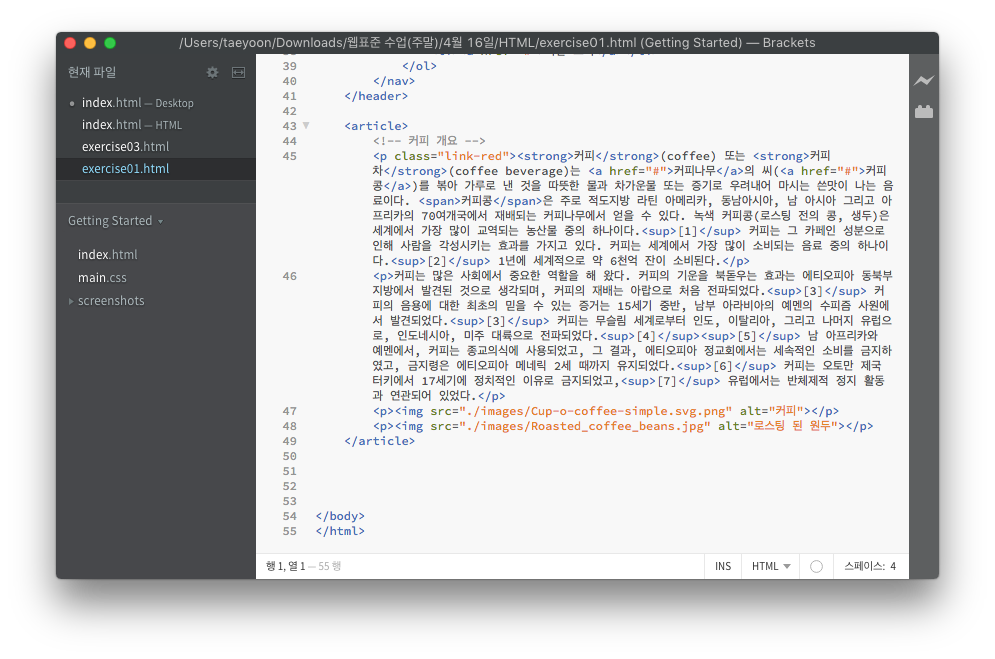 /Users/taeyoon/Downloads/웹표준 수업(주말)/4월 16일/HTML/exercise01.html (Getting Started) — Brackets
현재 파일
• index.html — Desktop
index.html — HTML
exercise03.html
exercise01.html
Getting Started
index.html
main.css
screenshots
39 </ol>
40 </nav>
41 </header>
42
43 <article>
44 <!-- 커피 개요 -->
45 <p class="link-red"><strong>커피</strong>(coffee) 또는 <strong>커피
차</strong>(coffee beverage)는 <a href="#">커피나무</a>의 씨(<a href="#">커피
콩</a>)를 볶아 가루로 낸 것을 따뜻한 물과 차가운물 또는 증기로 우려내어 마시는 쓴맛이 나는 음
료이다. <span>커피콩</span>은 주로 적도지방 라틴 아메리카, 동남아시아, 남 아시아 그리고 아
프리카의 70여개국에서 재배되는 커피나무에서 얻을 수 있다. 녹색 커피콩(로스팅 전의 콩, 생두)은
세계에서 가장 많이 교역되는 농산물 중의 하나이다.<sup>[1]</sup> 커피는 그 카페인 성분으로
인해 사람을 각성시키는 효과를 가지고 있다. 커피는 세계에서 가장 많이 소비되는 음료 중의 하나이
다.<sup>[2]</sup> 1년에 세계적으로 약 6천억 잔이 소비된다.</p>
46 <p>커피는 많은 사회에서 중요한 역할을 해 왔다. 커피의 기운을 북돋우는 효과는 에티오피아 동북부
지방에서 발견된 것으로 생각되며, 커피의 재배는 아랍으로 처음 전파되었다.<sup>[3]</sup> 커
피의 음용에 대한 최초의 믿을 수 있는 증거는 15세기 중반, 남부 아라비아의 예멘의 수피즘 사원에
서 발견되었다.<sup>[3]</sup> 커피는 무슬림 세계로부터 인도, 이탈리아, 그리고 나머지 유럽으
로, 인도네시아, 미주 대륙으로 전파되었다.<sup>[4]</sup><sup>[5]</sup> 남 아프리카와
예멘에서, 커피는 종교의식에 사용되었고, 그 결과, 에티오피아 정교회에서는 세속적인 소비를 금지하
였고, 금지령은 에티오피아 메네릭 2세 때까지 유지되었다.<sup>[6]</sup> 커피는 오토만 제국
터키에서 17세기에 정치적인 이유로 금지되었고,<sup>[7]</sup> 유럽에서는 반체제적 정지 활동
과 연관되어 있었다.</p>
47 <p><img src="./images/Cup-o-coffee-simple.svg.png" alt="커피"></p>
48 <p><img src="./images/Roasted_coffee_beans.jpg" alt="로스팅 된 원두"></p>
49 </article>
50
51
52
53
54 </body>
55 </html>
행 1, 열 1 — 55 행
INS
HTML
스페이스: 4